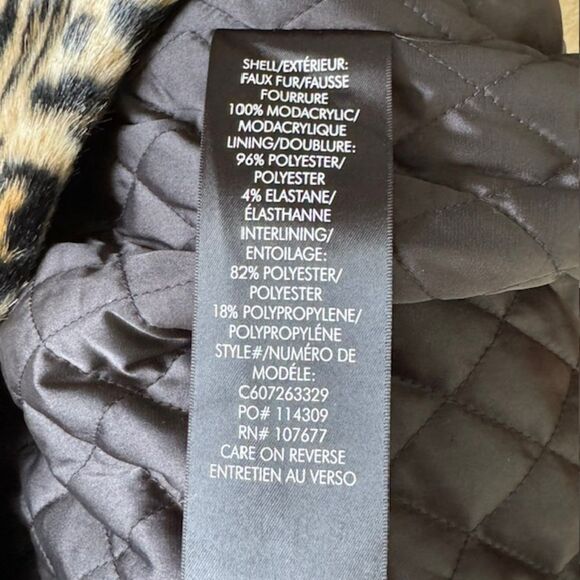 SHELL/EXTÉRIEUR:
FAUX FUR/FAUSSE
FOURRURE
100% MODACRYLIC/
MODACRYLIQUE
LINING/DOUBLURE:
96% POLYESTER/
POLYESTER
4% ELASTANE/
ÉLASTHANNE
INTERLINING/
ENTOILAGE:
82% POLYESTER/
POLYESTER
18% POLYPROPYLENE/
POLYPROPYLÉNE
STYLE#/NUMÉRO DE
MODÉLE:
C607263329
PO# 114309
RN# 107677
CARE ON REVERSE
ENTRETIEN AU VERSO